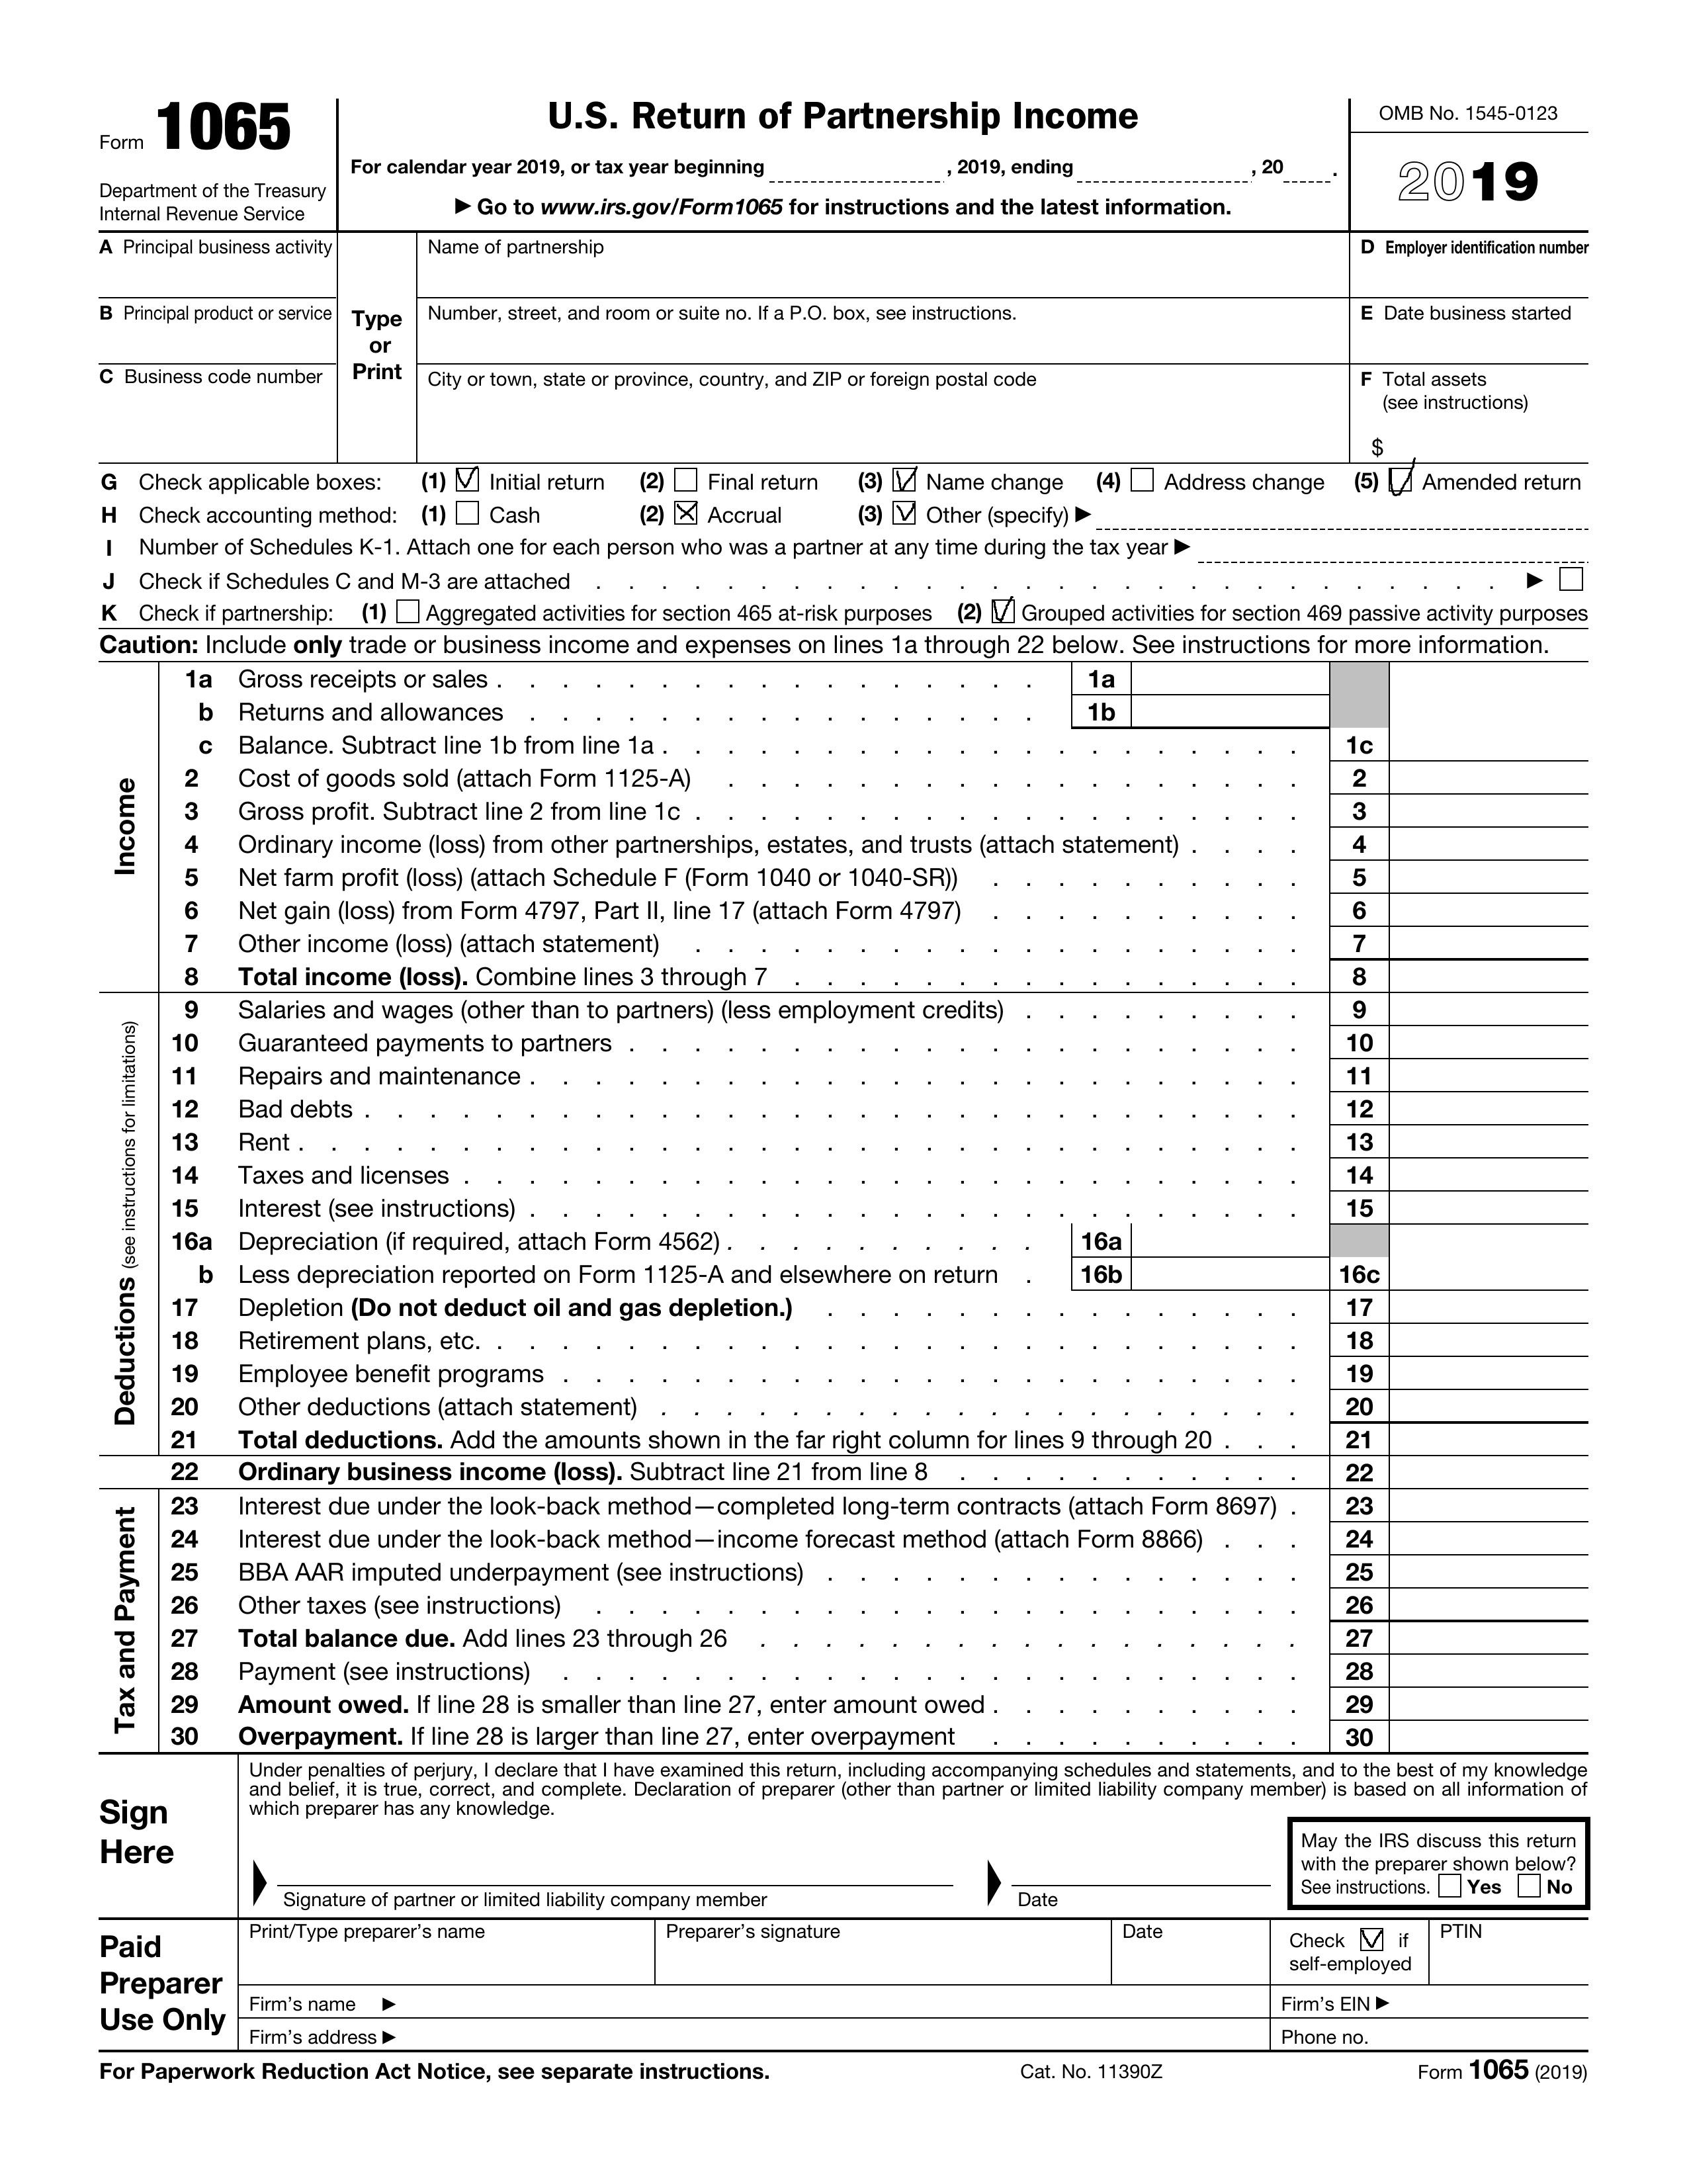 Form 1065
Department of the Treasury
Internal Revenue Service
U.S. Return of Partnership Income
For calendar year 2019, or tax year beginning , 2019, ending , 20 .
▶ Go to www.irs.gov/Form1065 for instructions and the latest information.
OMB No. 1545-0123
2019
A Principal business activity
B Principal product or service
C Business code number
Type
or
Print
Name of partnership
Number, street, and room or suite no. If a P.O. box, see instructions.
City or town, state or province, country, and ZIP or foreign postal code
D Employer identification number
E Date business started
F Total assets
(see instructions)
$
G Check applicable boxes: (1) ☑ Initial return (2) ☐ Final return (3) ☑ Name change (4) ☐ Address change (5) ☑ Amended return
H Check accounting method: (1) ☐ Cash (2) ☒ Accrual (3) ☑ Other (specify) ▶
I Number of Schedules K-1. Attach one for each person who was a partner at any time during the tax year ▶
J Check if Schedules C and M-3 are attached ▶ ☐
K Check if partnership: (1) ☐ Aggregated activities for section 465 at-risk purposes (2) ☑ Grouped activities for section 469 passive activity purposes
Caution: Include only trade or business income and expenses on lines 1a through 22 below. See instructions for more information.
Income
1a Gross receipts or sales 1a
b Returns and allowances 1b
c Balance. Subtract line 1b from line 1a 1c
2 Cost of goods sold (attach Form 1125-A) 2
3 Gross profit. Subtract line 2 from line 1c 3
4 Ordinary income (loss) from other partnerships, estates, and trusts (attach statement) 4
5 Net farm profit (loss) (attach Schedule F (Form 1040 or 1040-SR)) 5
6 Net gain (loss) from Form 4797, Part II, line 17 (attach Form 4797) 6
7 Other income (loss) (attach statement) 7
8 Total income (loss). Combine lines 3 through 7 8
Deductions (see instructions for limitations)
9 Salaries and wages (other than to partners) (less employment credits) 9
10 Guaranteed payments to partners 10
11 Repairs and maintenance 11
12 Bad debts 12
13 Rent 13
14 Taxes and licenses 14
15 Interest (see instructions) 15
16a Depreciation (if required, attach Form 4562) 16a
b Less depreciation reported on Form 1125-A and elsewhere on return 16b 16c
17 Depletion (Do not deduct oil and gas depletion.) 17
18 Retirement plans, etc. 18
19 Employee benefit programs 19
20 Other deductions (attach statement) 20
21 Total deductions. Add the amounts shown in the far right column for lines 9 through 20 21
22 Ordinary business income (loss). Subtract line 21 from line 8 22
Tax and Payment
23 Interest due under the look-back method—completed long-term contracts (attach Form 8697) 23
24 Interest due under the look-back method—income forecast method (attach Form 8866) 24
25 BBA AAR imputed underpayment (see instructions) 25
26 Other taxes (see instructions) 26
27 Total balance due. Add lines 23 through 26 27
28 Payment (see instructions) 28
29 Amount owed. If line 28 is smaller than line 27, enter amount owed 29
30 Overpayment. If line 28 is larger than line 27, enter overpayment 30
Sign
Here
Under penalties of perjury, I declare that I have examined this return, including accompanying schedules and statements, and to the best of my knowledge
and belief, it is true, correct, and complete. Declaration of preparer (other than partner or limited liability company member) is based on all information of
which preparer has any knowledge.
Signature of partner or limited liability company member
Date
May the IRS discuss this return
with the preparer shown below?
See instructions. ☐ Yes ☐ No
Paid
Preparer
Use Only
Print/Type preparer's name
Preparer's signature
Date
Check ☑ if
self-employed
PTIN
Firm's name ▶
Firm's EIN ▶
Firm's address ▶
Phone no.
For Paperwork Reduction Act Notice, see separate instructions.
Cat. No. 11390Z
Form 1065 (2019)